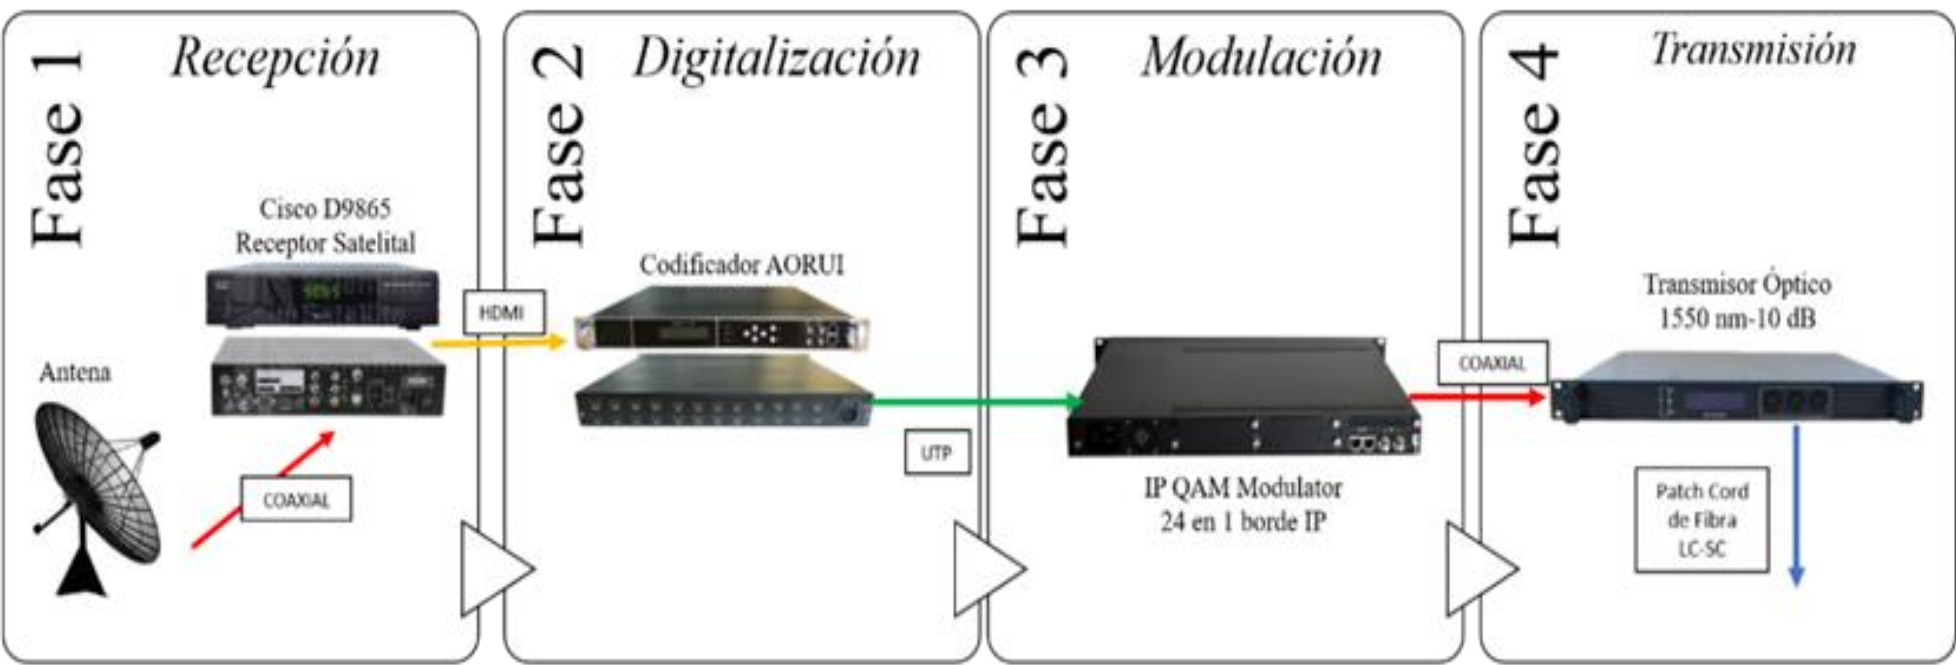 Fase 1
Recepción
Cisco D9865
Receptor Satelital
Antena
COAXIAL
HDMI
Fase 2
Digitalización
Codificador AORUI
UTP
Fase 3
Modulación
IP QAM Modulator
24 en 1 borde IP
COAXIAL
Fase 4
Transmisión
Transmisor Óptico
1550 nm-10 dB
Patch Cord
de Fibra
LC-SC